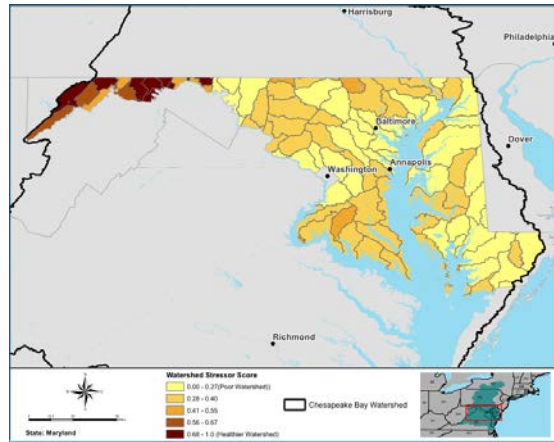 Harrisburg
Philadelphia
Baltimore
Dover
Washington
Annapolis
Richmond
Watershed Stressor Score
0.00 - 0.27(Poor Watershed))
0.28 - 0.40
0.41 - 0.55
0.56 - 0.67
0.68 - 1.0 (Healthier Watershed)
Chesapeake Bay Watershed
State: Maryland